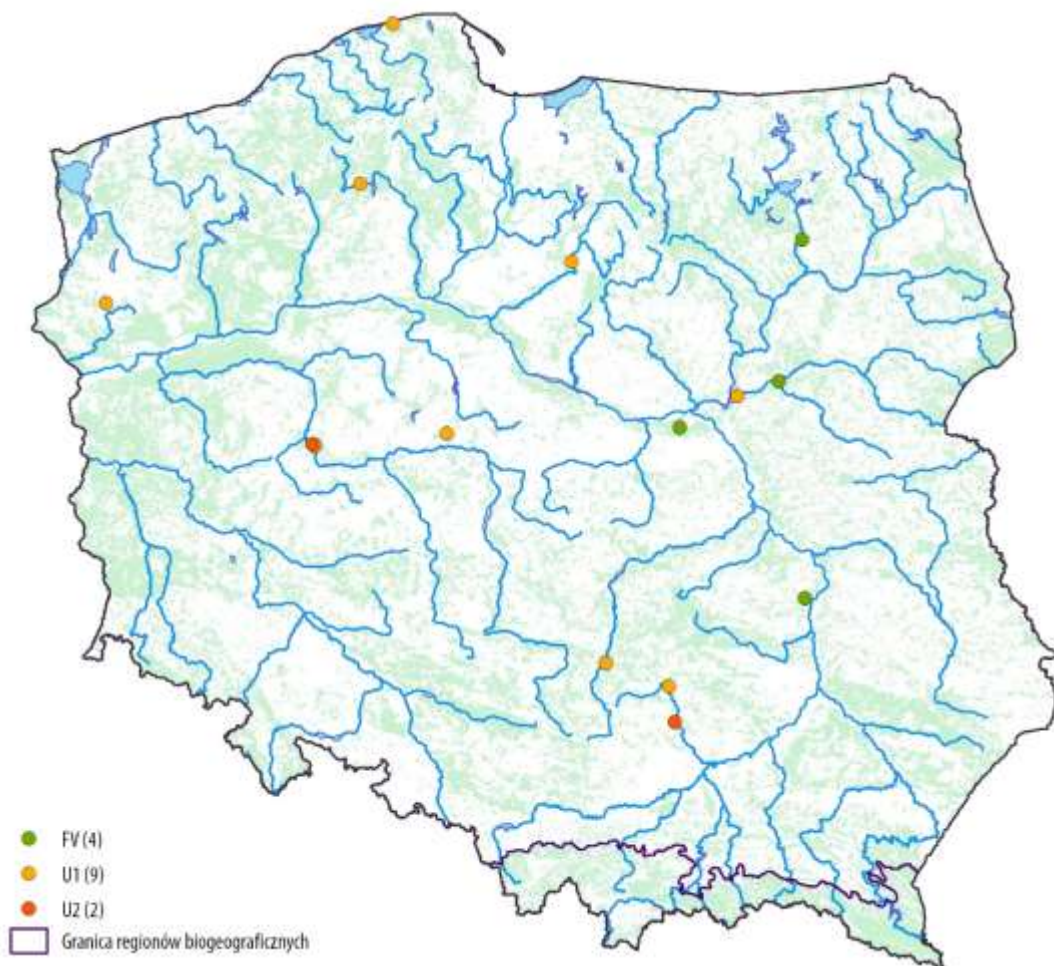 FV (4)
U1 (9)
U2 (2)
Granica regionów biogeograficznych